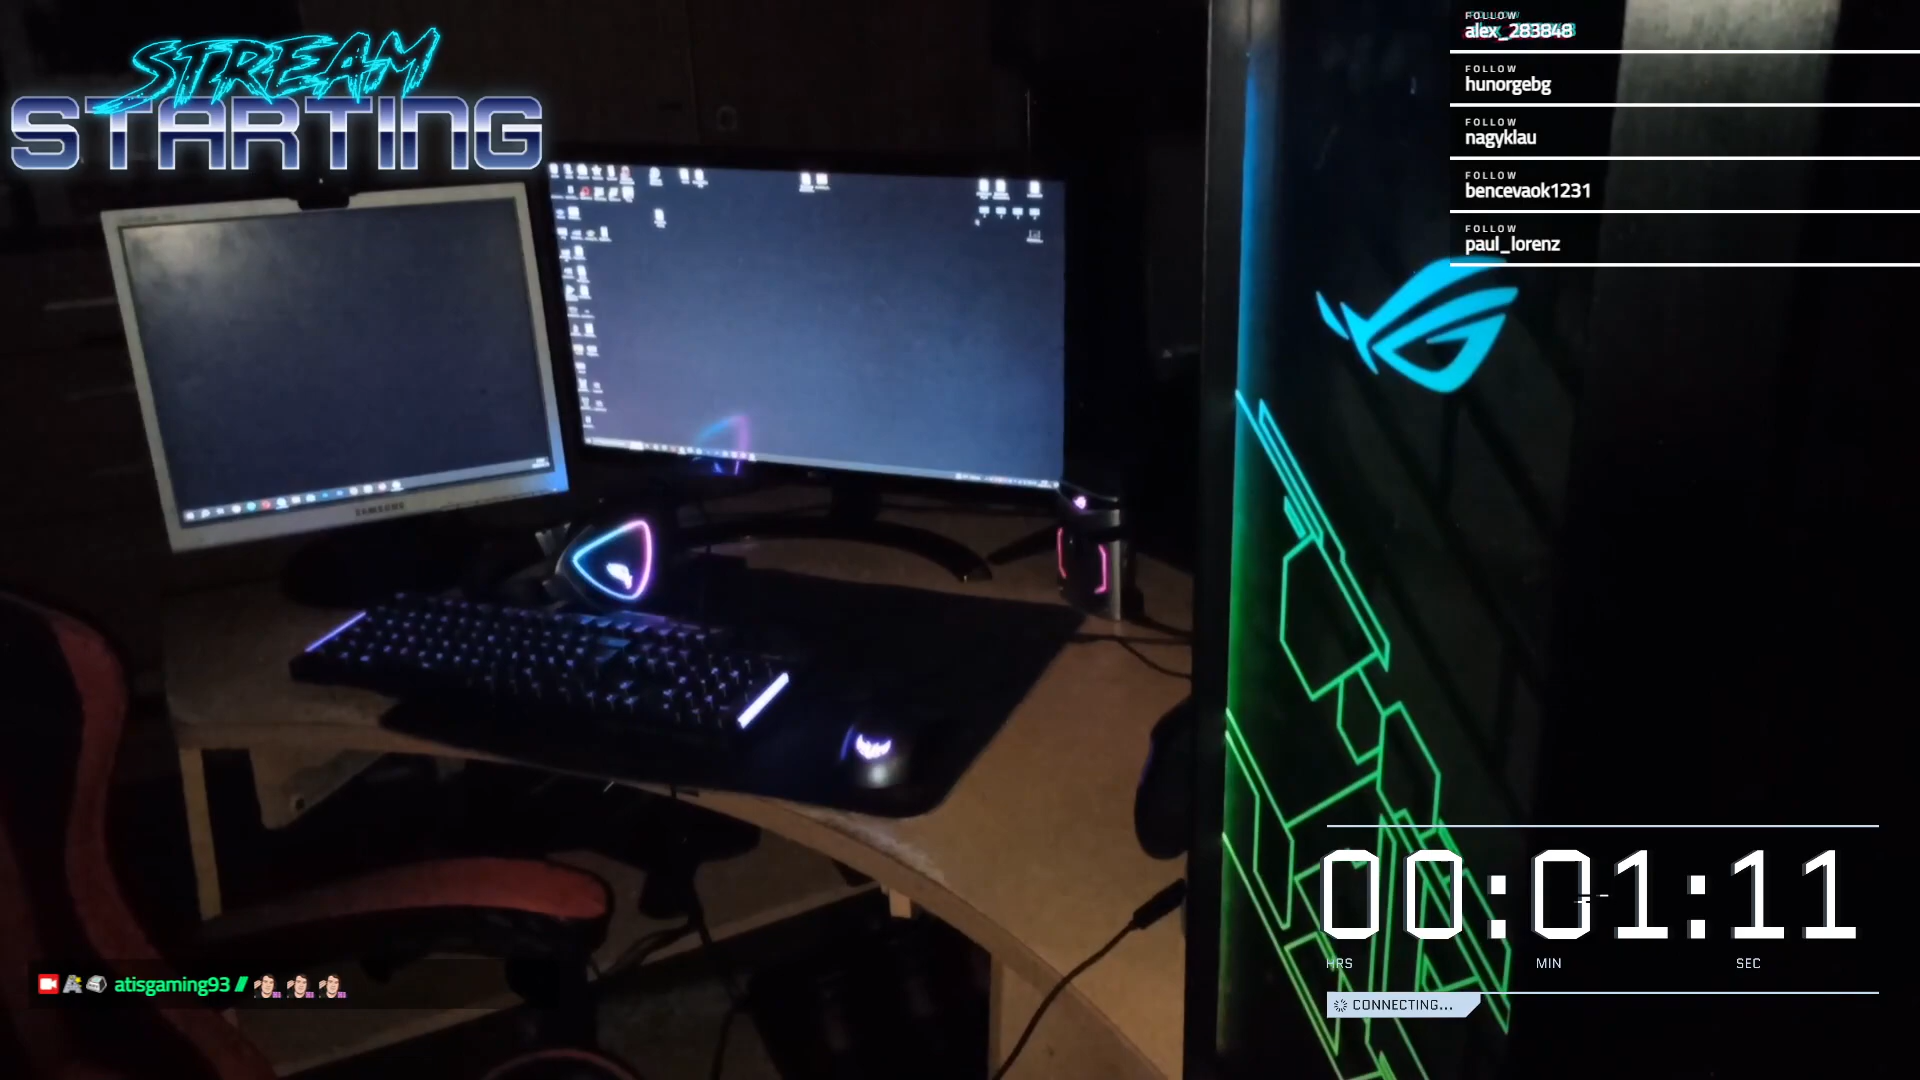 STREAM
STARTING
FOLLOW
alex_283848
FOLLOW
hunorgebg
FOLLOW
nagyklau
FOLLOW
bencevaok1231
FOLLOW
paul_lorenz
SAMSUNG
00:01:11
HRS MIN SEC
CONNECTING...
atisgaming93 //